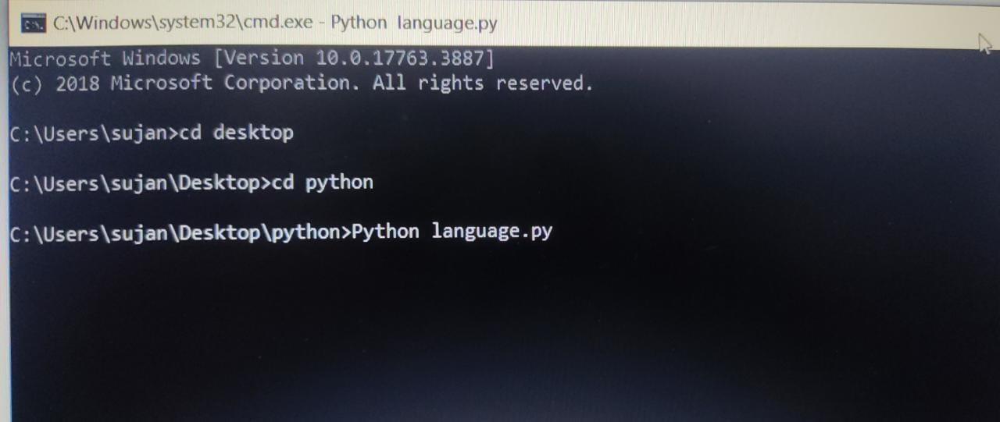 C:\Windows\system32\cmd.exe - Python language.py
Microsoft Windows [Version 10.0.17763.3887]
(c) 2018 Microsoft Corporation. All rights reserved.
C:\Users\sujan>cd desktop
C:\Users\sujan\Desktop>cd python
C:\Users\sujan\Desktop\python>Python language.py